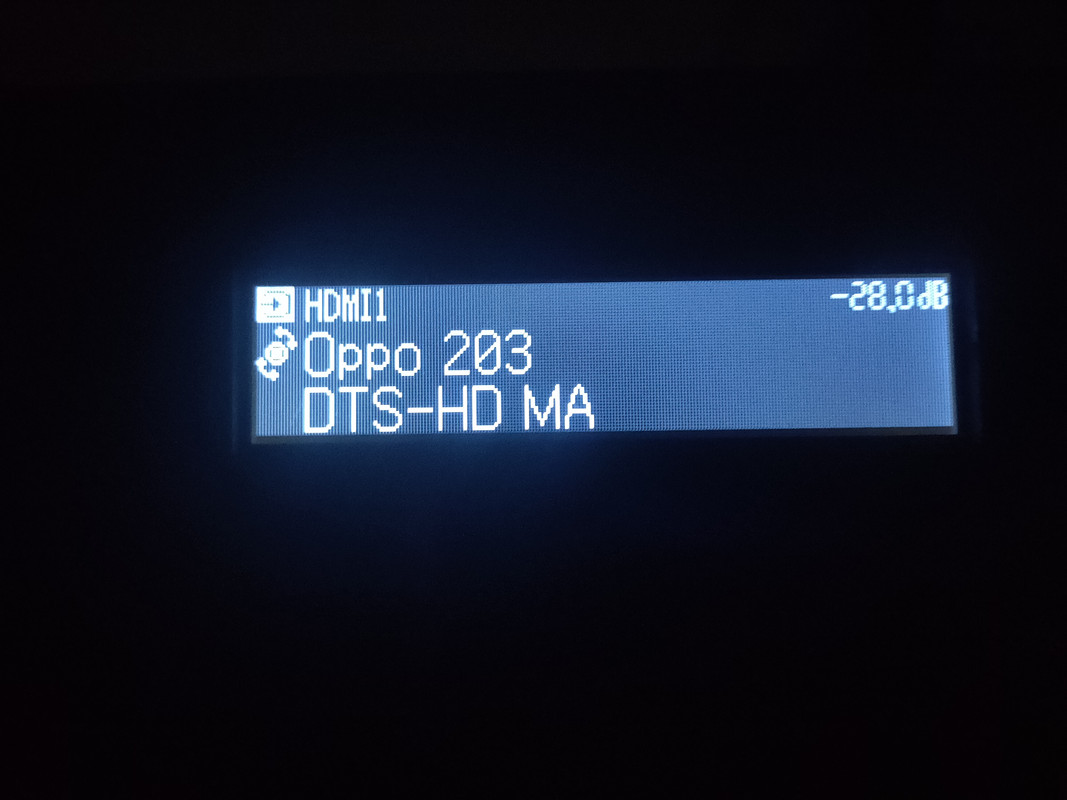 HDMI1 -28.0dB
Oppo 203
DTS-HD MA